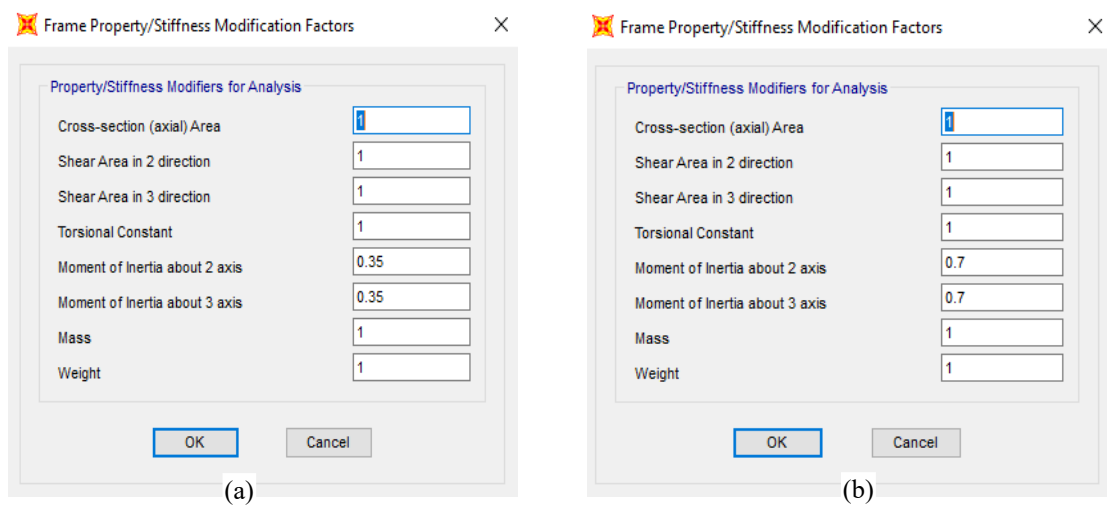 Frame Property/Stiffness Modification Factors
Property/Stiffness Modifiers for Analysis
Cross-section (axial) Area 1
Shear Area in 2 direction 1
Shear Area in 3 direction 1
Torsional Constant 1
Moment of Inertia about 2 axis 0.35
Moment of Inertia about 3 axis 0.35
Mass 1
Weight 1
OK Cancel
(a)
Frame Property/Stiffness Modification Factors
Property/Stiffness Modifiers for Analysis
Cross-section (axial) Area 1
Shear Area in 2 direction 1
Shear Area in 3 direction 1
Torsional Constant 1
Moment of Inertia about 2 axis 0.7
Moment of Inertia about 3 axis 0.7
Mass 1
Weight 1
OK Cancel
(b)